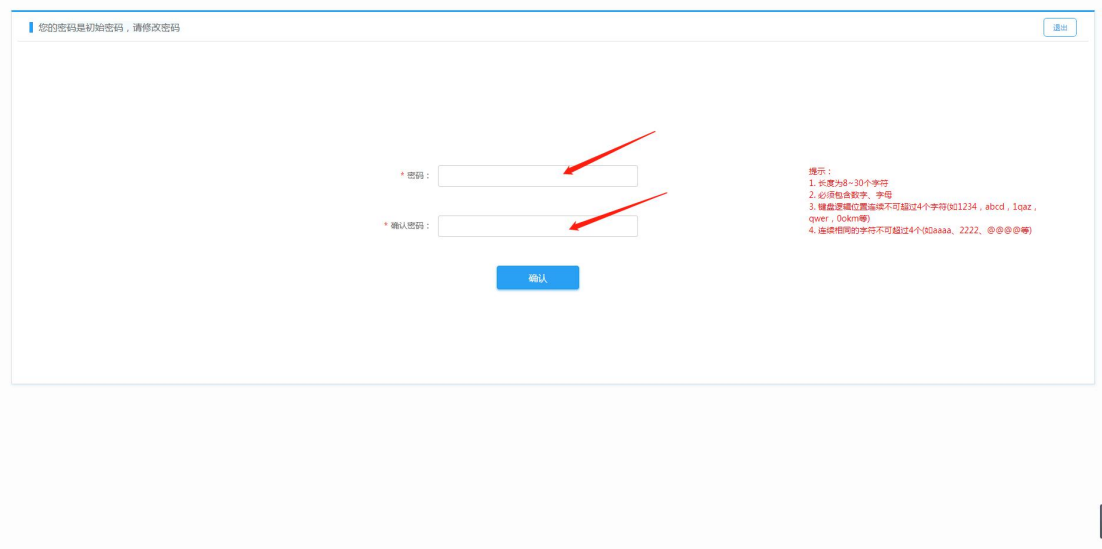 您的密码是初始密码，请修改密码
退出
* 密码：
* 确认密码：
确认
提示：
1. 长度为8~30个字符
2. 必须包含数字、字母
3. 键盘逻辑位置连续不可超过4个字符(如1234，abcd，1qaz，
qwer，0okm等)
4. 连续相同的字符不可超过4个(如aaaa、2222、@@@@等)